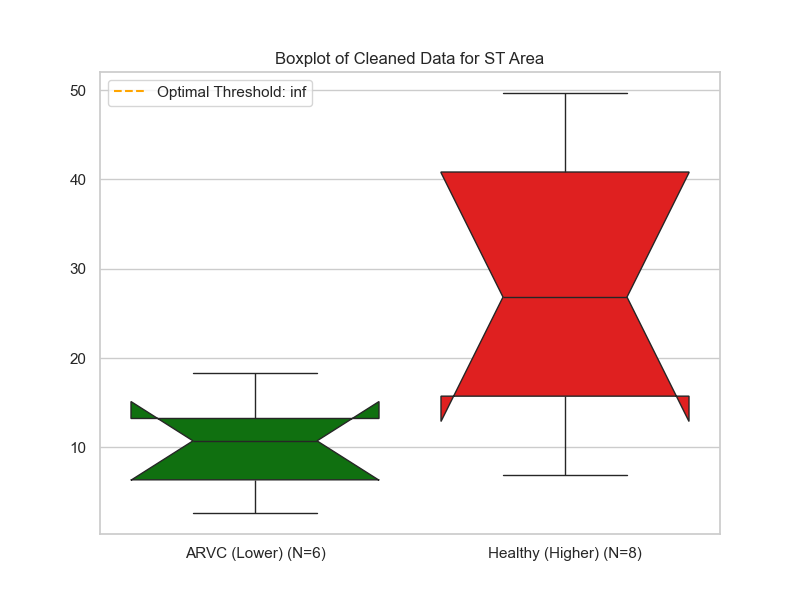 Boxplot of Cleaned Data for ST Area
Optimal Threshold: inf
50
40
30
20
10
ARVC (Lower) (N=6)
Healthy (Higher) (N=8)